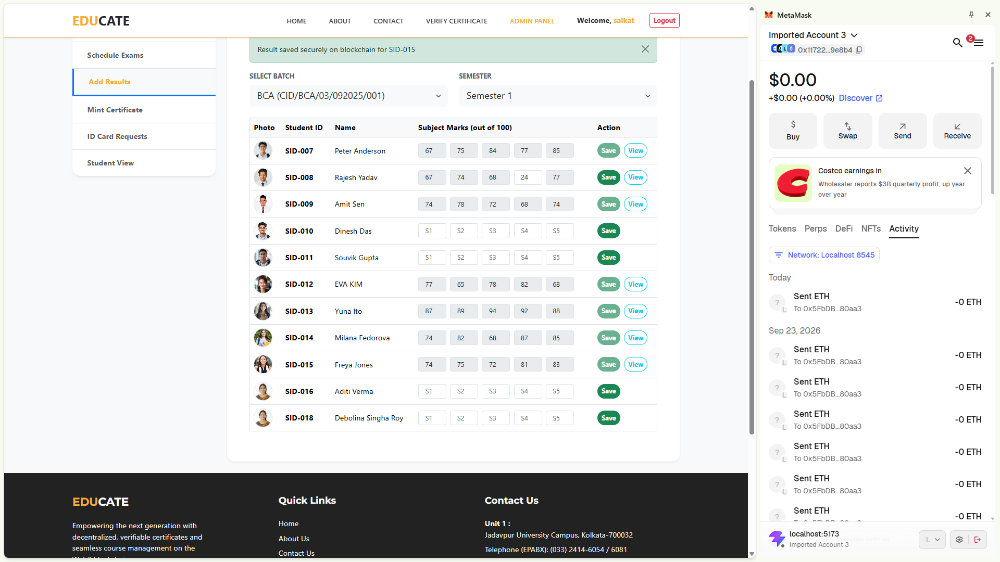 EDUCATE
HOME
ABOUT
CONTACT
VERIFY CERTIFICATE
ADMIN PANEL
Welcome, saikat
Logout
Schedule Exams
Add Results
Mint Certificate
ID Card Requests
Student View
Result saved securely on blockchain for SID-015
SELECT BATCH
SEMESTER
BCA (CID/BCA/03/092025/001)
Semester 1
Photo Student ID Name Subject Marks (out of 100) Action
SID-007 Peter Anderson 67 75 84 77 85 Save View
SID-008 Rajesh Yadav 67 74 68 24 77 Save View
SID-009 Amit Sen 74 78 72 68 74 Save View
SID-010 Dinesh Das S1 S2 S3 S4 S5 Save
SID-011 Souvik Gupta S1 S2 S3 S4 S5 Save
SID-012 EVA KIM 77 65 78 82 68 Save View
SID-013 Yuna Ito 87 89 94 92 88 Save View
SID-014 Milana Fedorova 74 82 68 87 85 Save View
SID-015 Freya Jones 74 75 72 81 83 Save View
SID-016 Aditi Verma S1 S2 S3 S4 S5 Save
SID-018 Debolina Singha Roy S1 S2 S3 S4 S5 Save
EDUCATE
Empowering the next generation with
decentralized, verifiable certificates and
seamless course management on the
Quick Links
Home
About Us
Contact Us
Contact Us
Unit 1 :
Jadavpur University Campus, Kolkata-700032
Telephone (EPABX): (033) 2414-6054 / 6081
MetaMask
Imported Account 3
0x11722...9e8b4
2
$0.00
+$0.00 (+0.00%) Discover
Buy
Swap
Send
Receive
Costco earnings in
Wholesaler reports $3B quarterly profit, up year
over year
Tokens Perps DeFi NFTs Activity
Network: Localhost 8545
Today
Sent ETH
To 0x5FbDB...80aa3
-0 ETH
Sep 23, 2026
Sent ETH
To 0x5FbDB...80aa3
-0 ETH
Sent ETH
To 0x5FbDB...80aa3
-0 ETH
Sent ETH
To 0x5FbDB...80aa3
-0 ETH
Sent ETH
To 0x5FbDB...80aa3
-0 ETH
Sent ETH
To 0x5FbDB...80aa3
-0 ETH
Sent ETH
-0 ETH
localhost:5173
Imported Account 3
L